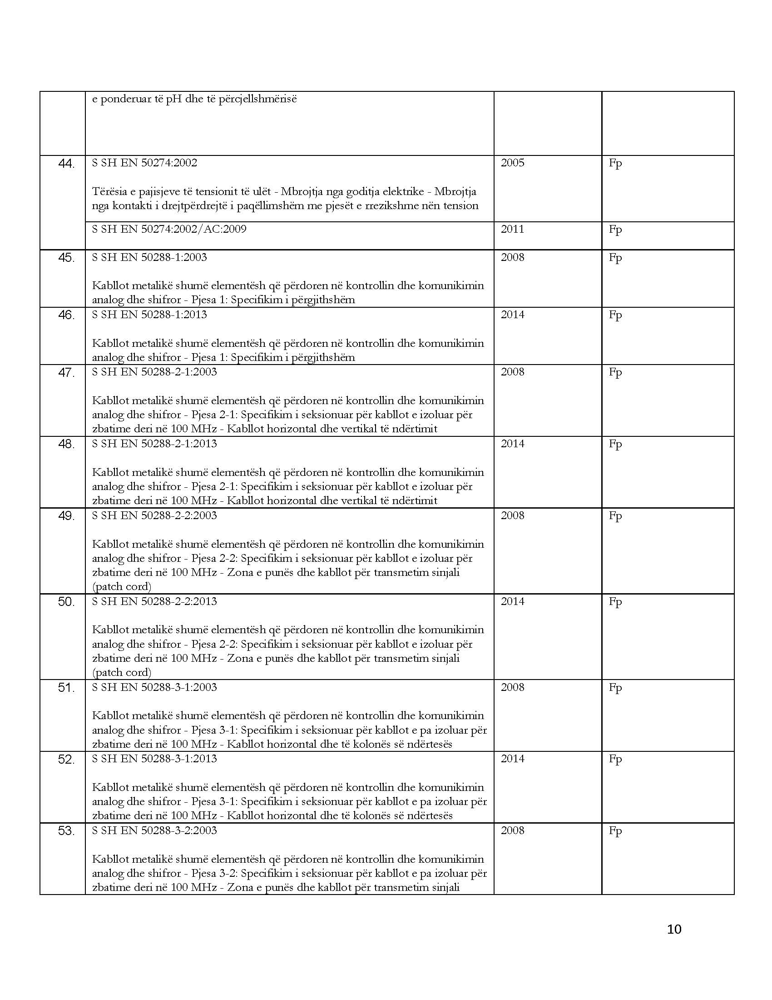 e ponderuar të pH dhe të përcjellshmërisë
44. S SH EN 50274:2002 2005 Fp
Tërësia e pajisjeve të tensionit të ulët - Mbrojtja nga goditja elektrike - Mbrojtja
nga kontakti i drejtpërdrejtë i paqëllimshëm me pjesët e rrezikshme nën tension
S SH EN 50274:2002/AC:2009 2011 Fp
45. S SH EN 50288-1:2003 2008 Fp
Kabllot metalikë shumë elementësh që përdoren në kontrollin dhe komunikimin
analog dhe shifror - Pjesa 1: Specifikim i përgjithshëm
46. S SH EN 50288-1:2013 2014 Fp
Kabllot metalikë shumë elementësh që përdoren në kontrollin dhe komunikimin
analog dhe shifror - Pjesa 1: Specifikim i përgjithshëm
47. S SH EN 50288-2-1:2003 2008 Fp
Kabllot metalikë shumë elementësh që përdoren në kontrollin dhe komunikimin
analog dhe shifror - Pjesa 2-1: Specifikim i seksionuar për kabllot e izoluar për
zbatime deri në 100 MHz - Kabllot horizontal dhe vertikal të ndërtimit
48. S SH EN 50288-2-1:2013 2014 Fp
Kabllot metalikë shumë elementësh që përdoren në kontrollin dhe komunikimin
analog dhe shifror - Pjesa 2-1: Specifikim i seksionuar për kabllot e izoluar për
zbatime deri në 100 MHz - Kabllot horizontal dhe vertikal të ndërtimit
49. S SH EN 50288-2-2:2003 2008 Fp
Kabllot metalikë shumë elementësh që përdoren në kontrollin dhe komunikimin
analog dhe shifror - Pjesa 2-2: Specifikim i seksionuar për kabllot e izoluar për
zbatime deri në 100 MHz - Zona e punës dhe kabllot për transmetim sinjali
(patch cord)
50. S SH EN 50288-2-2:2013 2014 Fp
Kabllot metalikë shumë elementësh që përdoren në kontrollin dhe komunikimin
analog dhe shifror - Pjesa 2-2: Specifikim i seksionuar për kabllot e izoluar për
zbatime deri në 100 MHz - Zona e punës dhe kabllot për transmetim sinjali
(patch cord)
51. S SH EN 50288-3-1:2003 2008 Fp
Kabllot metalikë shumë elementësh që përdoren në kontrollin dhe komunikimin
analog dhe shifror - Pjesa 3-1: Specifikim i seksionuar për kabllot e pa izoluar për
zbatime deri në 100 MHz - Kabllot horizontal dhe të kolonës së ndërtesës
52. S SH EN 50288-3-1:2013 2014 Fp
Kabllot metalikë shumë elementësh që përdoren në kontrollin dhe komunikimin
analog dhe shifror - Pjesa 3-1: Specifikim i seksionuar për kabllot e pa izoluar për
zbatime deri në 100 MHz - Kabllot horizontal dhe të kolonës së ndërtesës
53. S SH EN 50288-3-2:2003 2008 Fp
Kabllot metalikë shumë elementësh që përdoren në kontrollin dhe komunikimin
analog dhe shifror - Pjesa 3-2: Specifikim i seksionuar për kabllot e pa izoluar për
zbatime deri në 100 MHz - Zona e punës dhe kabllot për transmetim sinjali
10